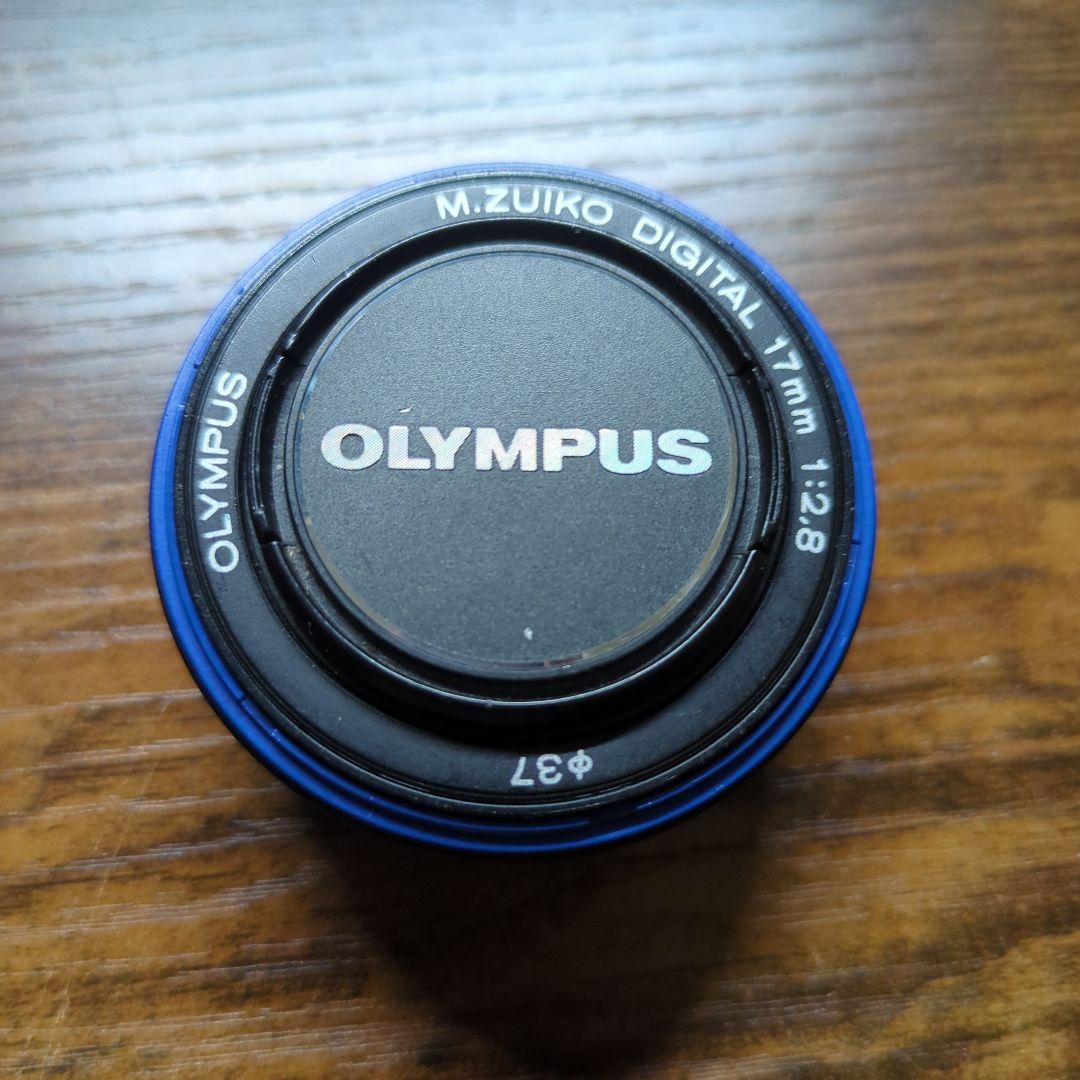 OLYMPUS M.ZUIKO DIGITAL 17mm 1:2.8
OLYMPUS
ϕ37